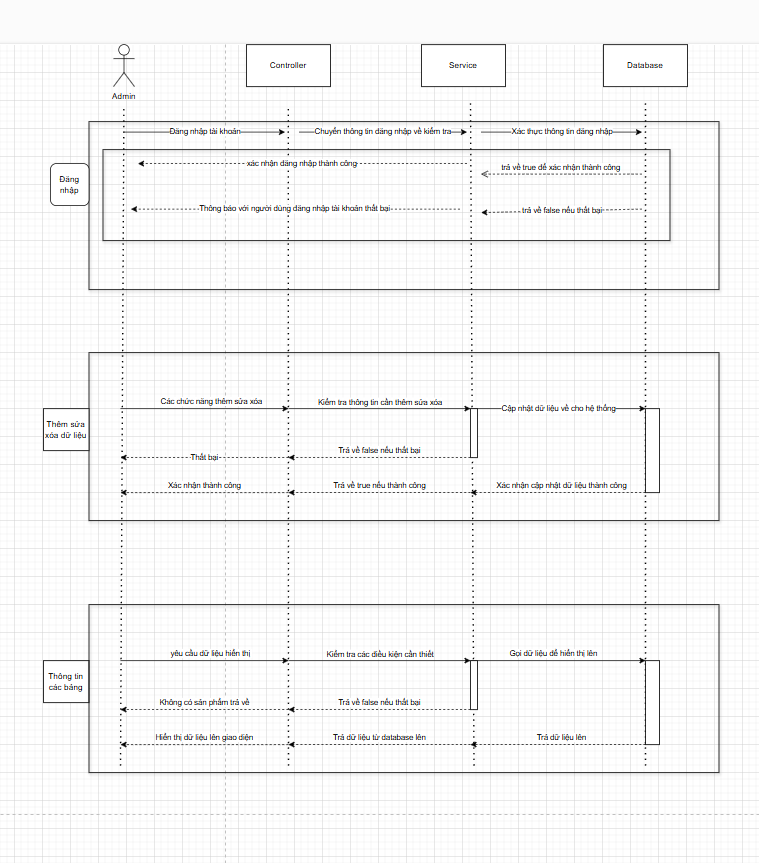 Controller
Service
Database
Admin
Đăng nhập tài khoản
Chuyển thông tin đăng nhập về kiểm tra
Xác thực thông tin đăng nhập
xác nhận đăng nhập thành công
trả về true để xác nhận thành công
Đăng
nhập
Thông báo với người dùng đăng nhập tài khoản thất bại
trả về false nếu thất bại
Các chức năng thêm sửa xóa
Kiểm tra thông tin cần thêm sửa xóa
Cập nhật dữ liệu về cho hệ thống
Thêm sửa
xóa dữ liệu
Thất bại
Trả về false nếu thất bại
Xác nhận thành công
Trả về true nếu thành công
Xác nhận cập nhật dữ liệu thành công
yêu cầu dữ liệu hiển thị
Kiểm tra các điều kiện cần thiết
Gọi dữ liệu để hiển thị lên
Thông tin
các bảng
Không có sản phẩm trả về
Trả về false nếu thất bại
Hiển thị dữ liệu lên giao diện
Trả dữ liệu từ database lên
Trả dữ liệu lên